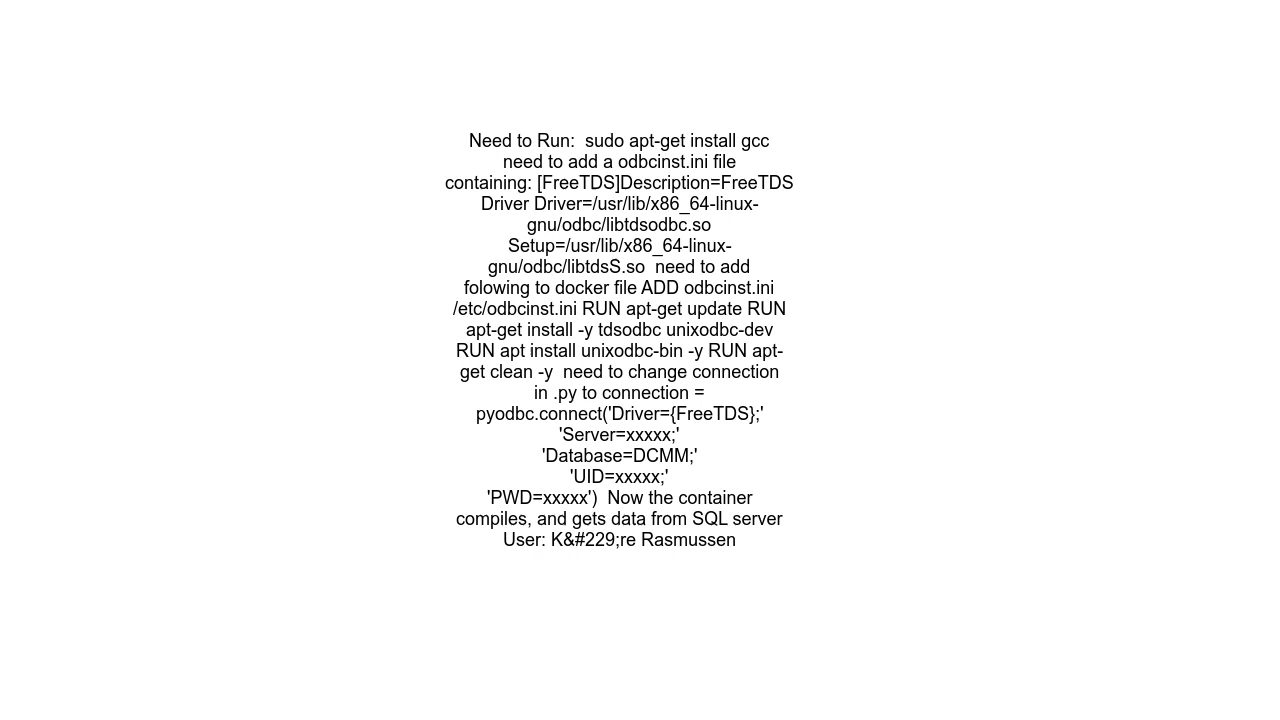 Need to Run:  sudo apt-get install gcc
need to add a odbcinst.ini file
containing: [FreeTDS]Description=FreeTDS
Driver Driver=/usr/lib/x86_64-linux-
gnu/odbc/libtdsodbc.so
Setup=/usr/lib/x86_64-linux-
gnu/odbc/libtdsS.so  need to add
folowing to docker file ADD odbcinst.ini
/etc/odbcinst.ini RUN apt-get update RUN
apt-get install -y tdsodbc unixodbc-dev
RUN apt install unixodbc-bin -y RUN apt-
get clean -y  need to change connection
in .py to connection =
pyodbc.connect('Driver={FreeTDS};'
'Server=xxxxx;'
'Database=DCMM;'
'UID=xxxxx;'
'PWD=xxxxx')  Now the container
compiles, and gets data from SQL server
User: K&#229;re Rasmussen